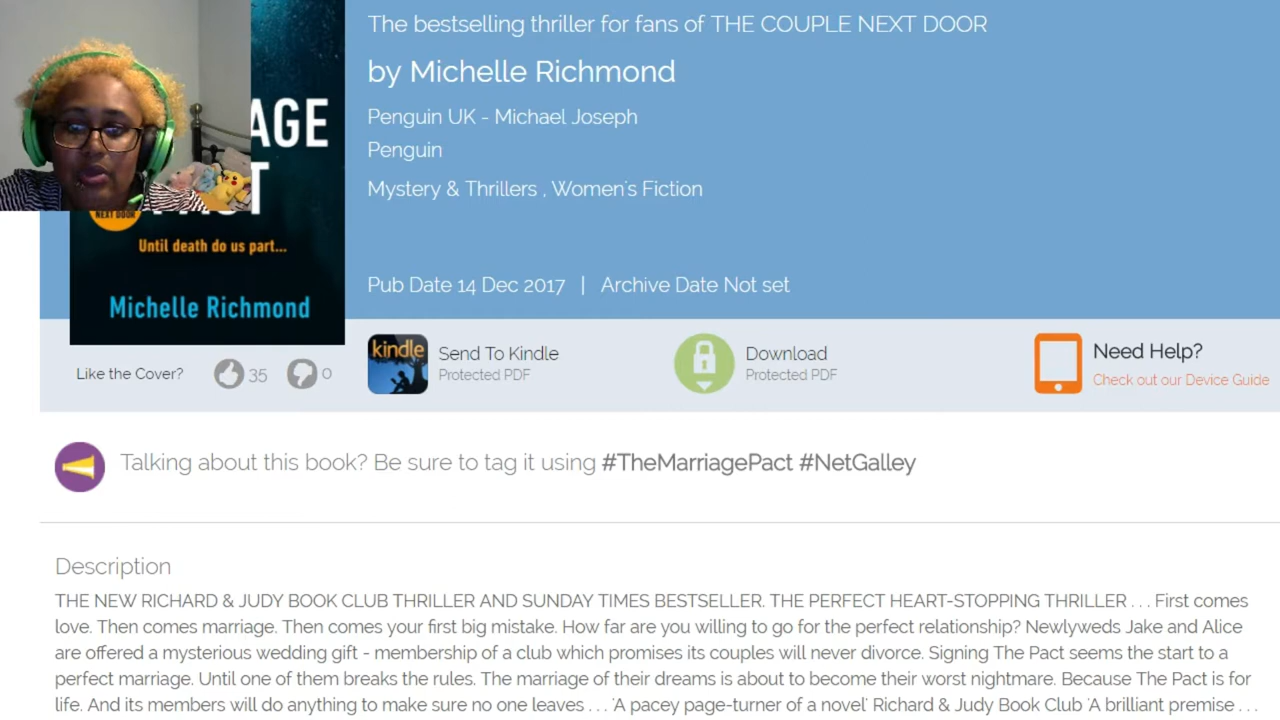 The bestselling thriller for fans of THE COUPLE NEXT DOOR
by Michelle Richmond
Penguin UK - Michael Joseph
Penguin
Mystery & Thrillers , Women's Fiction
Pub Date 14 Dec 2017 | Archive Date Not set
AGE
NEXT DOOR
Until death do us part...
Michelle Richmond
Like the Cover? 35 0
kindle
Send To Kindle
Protected PDF
Download
Protected PDF
Need Help?
Check out our Device Guide
Talking about this book? Be sure to tag it using #TheMarriagePact #NetGalley
Description
THE NEW RICHARD & JUDY BOOK CLUB THRILLER AND SUNDAY TIMES BESTSELLER. THE PERFECT HEART-STOPPING THRILLER . . . First comes
love. Then comes marriage. Then comes your first big mistake. How far are you willing to go for the perfect relationship? Newlyweds Jake and Alice
are offered a mysterious wedding gift - membership of a club which promises its couples will never divorce. Signing The Pact seems the start to a
perfect marriage. Until one of them breaks the rules. The marriage of their dreams is about to become their worst nightmare. Because The Pact is for
life. And its members will do anything to make sure no one leaves . . . 'A pacey page-turner of a novel' Richard & Judy Book Club 'A brilliant premise . . .